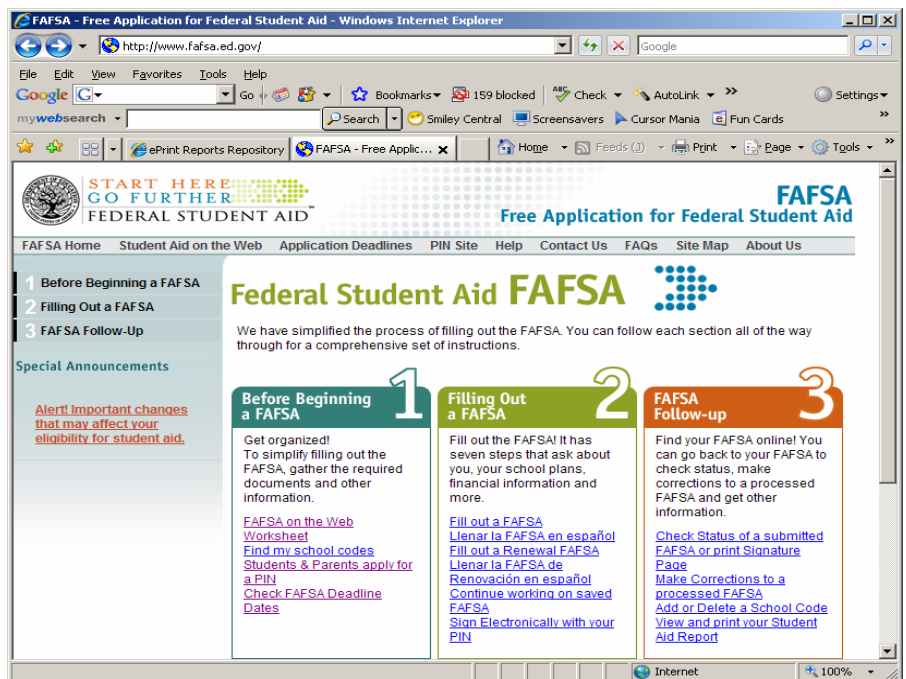 FAFSA - Free Application for Federal Student Aid - Windows Internet Explorer
http://www.fafsa.ed.gov/
Google
File Edit View Favorites Tools Help
Google G Go Bookmarks 159 blocked ABC Check AutoLink >> Settings
mywebsearch Search Smiley Central Screensavers Cursor Mania Fun Cards >>
ePrint Reports Repository FAFSA - Free Applic... Home Feeds (J) Print Page Tools >>
START HERE
GO FURTHER
FEDERAL STUDENT AID
FAFSA
Free Application for Federal Student Aid
FAFSA Home Student Aid on the Web Application Deadlines PIN Site Help Contact Us FAQs Site Map About Us
1 Before Beginning a FAFSA
2 Filling Out a FAFSA
3 FAFSA Follow-Up
Special Announcements
Alert! Important changes
that may affect your
eligibility for student aid.
Federal Student Aid FAFSA
We have simplified the process of filling out the FAFSA. You can follow each section all of the way
through for a comprehensive set of instructions.
Before Beginning
a FAFSA
1
Get organized!
To simplify filling out the
FAFSA, gather the required
documents and other
information.
FAFSA on the Web
Worksheet
Find my school codes
Students & Parents apply for
a PIN
Check FAFSA Deadline
Dates
Filling Out
a FAFSA
2
Fill out the FAFSA! It has
seven steps that ask about
you, your school plans,
financial information and
more.
Fill out a FAFSA
Llenar la FAFSA en español
Fill out a Renewal FAFSA
Llenar la FAFSA de
Renovación en español
Continue working on saved
FAFSA
Sign Electronically with your
PIN
FAFSA
Follow-up
3
Find your FAFSA online! You
can go back to your FAFSA to
check status, make
corrections to a processed
FAFSA and get other
information.
Check Status of a submitted
FAFSA or print Signature
Page
Make Corrections to a
processed FAFSA
Add or Delete a School Code
View and print your Student
Aid Report
Internet 100%